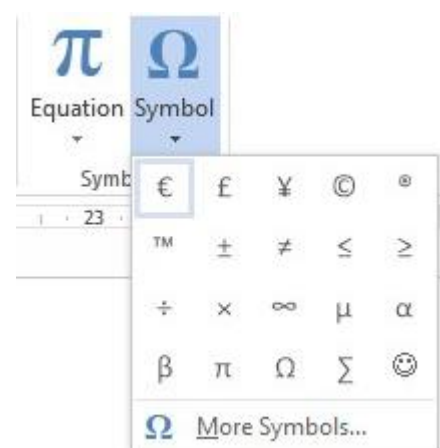 π Ω
Equation Symbol
Symb
23
€ £ ¥ © ®
™ ± ≠ ≤ ≥
÷ × ∞ µ α
β π Ω ∑ ☺
Ω More Symbols...